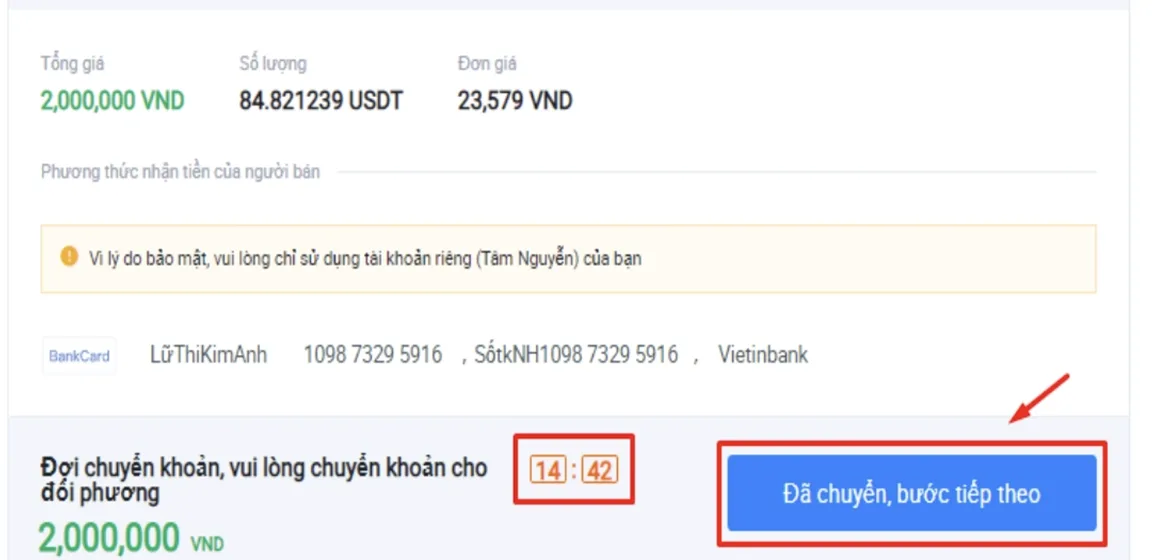 Tổng giá Số lượng Đơn giá
2,000,000 VND 84.821239 USDT 23,579 VND
Phương thức nhận tiền của người bán
Vì lý do bảo mật, vui lòng chỉ sử dụng tài khoản riêng (Tâm Nguyễn) của bạn
BankCard LữThiKimAnh 1098 7329 5916 , SốtkNH1098 7329 5916 , Vietinbank
Đợi chuyển khoản, vui lòng chuyển khoản cho
đối phương
14 : 42
2,000,000 VND
Đã chuyển, bước tiếp theo